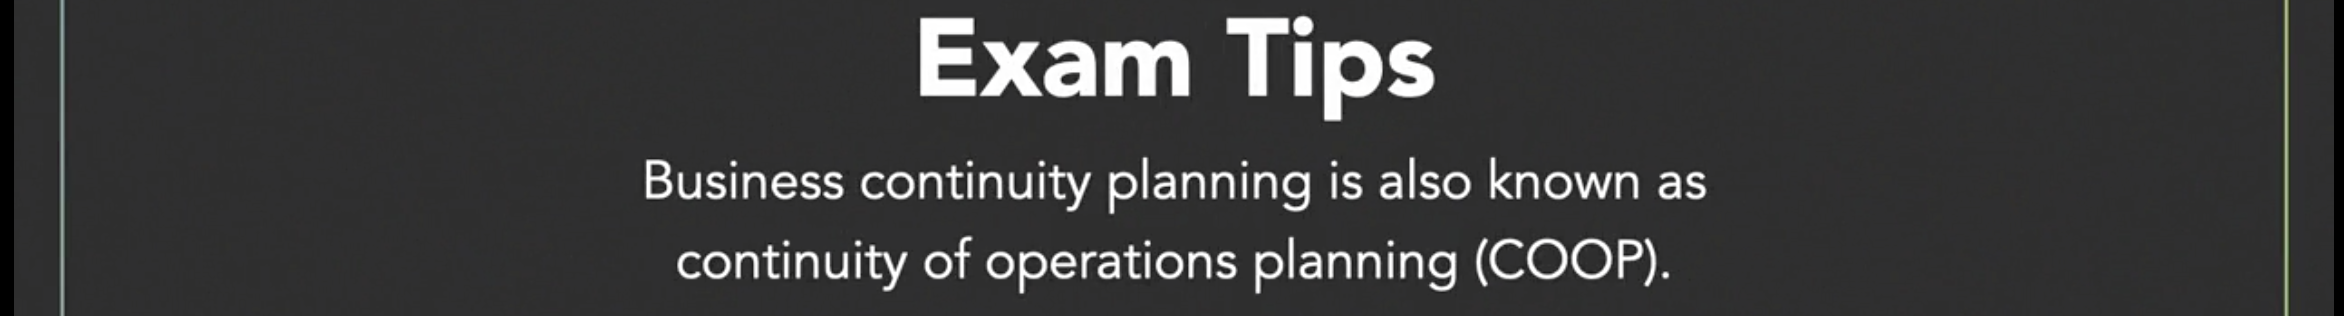 Exam Tips
Business continuity planning is also known as
continuity of operations planning (COOP).